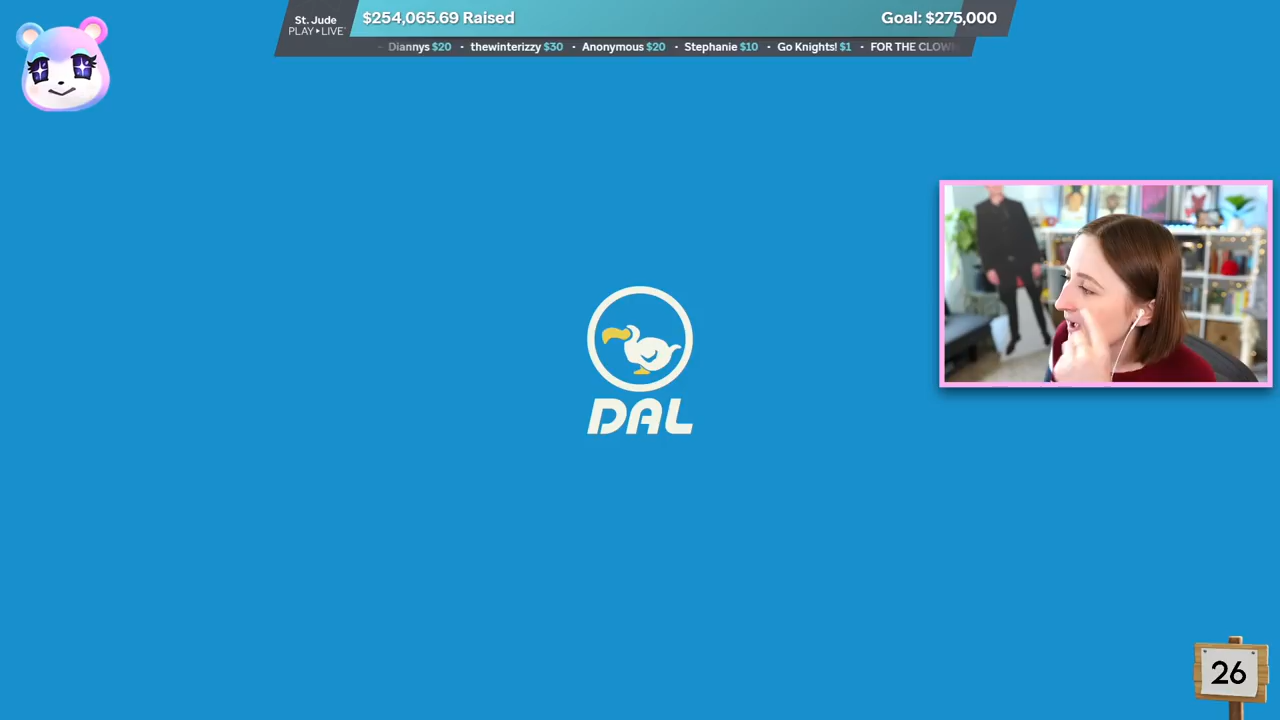 St. Jude
PLAY LIVE
$254,065.69 Raised
Goal: $275,000
Diannys $20 • thewinterizzy $30 • Anonymous $20 • Stephanie $10 • Go Knights! $1 • FOR THE CLOWN
DAL
26